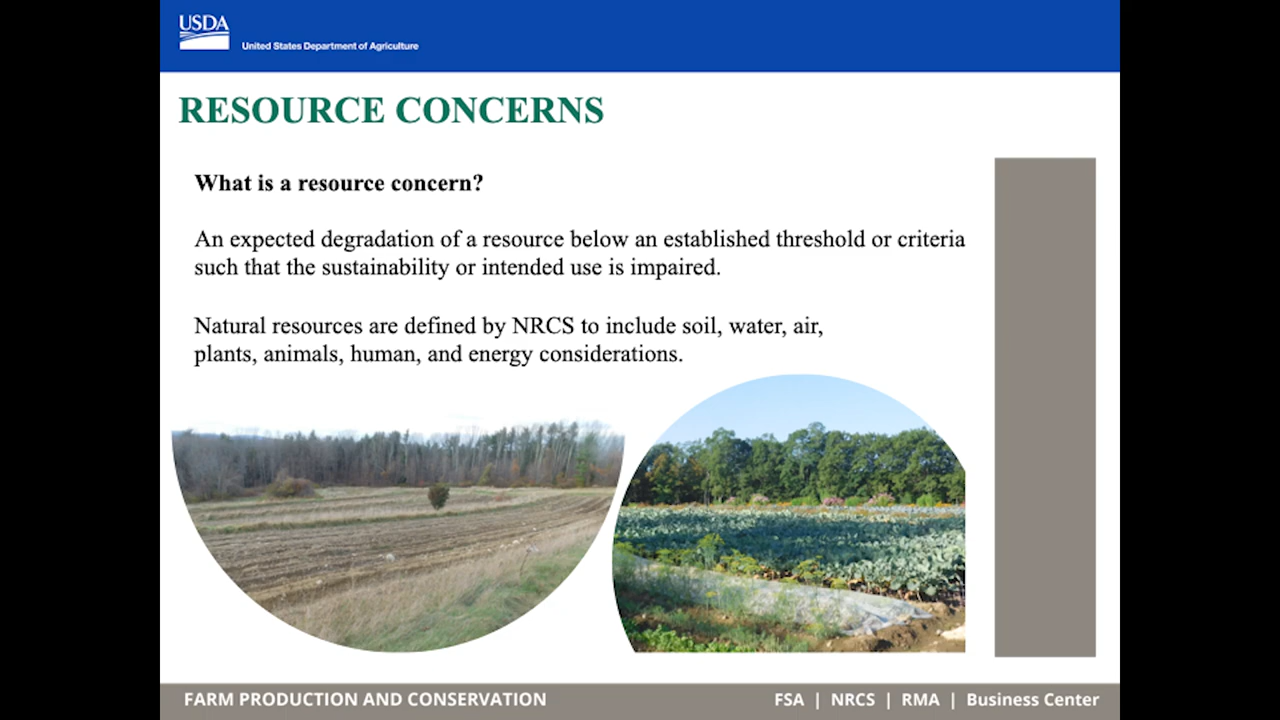 USDA
United States Department of Agriculture
RESOURCE CONCERNS
What is a resource concern?
An expected degradation of a resource below an established threshold or criteria
such that the sustainability or intended use is impaired.
Natural resources are defined by NRCS to include soil, water, air,
plants, animals, human, and energy considerations.
FARM PRODUCTION AND CONSERVATION
FSA | NRCS | RMA | Business Center